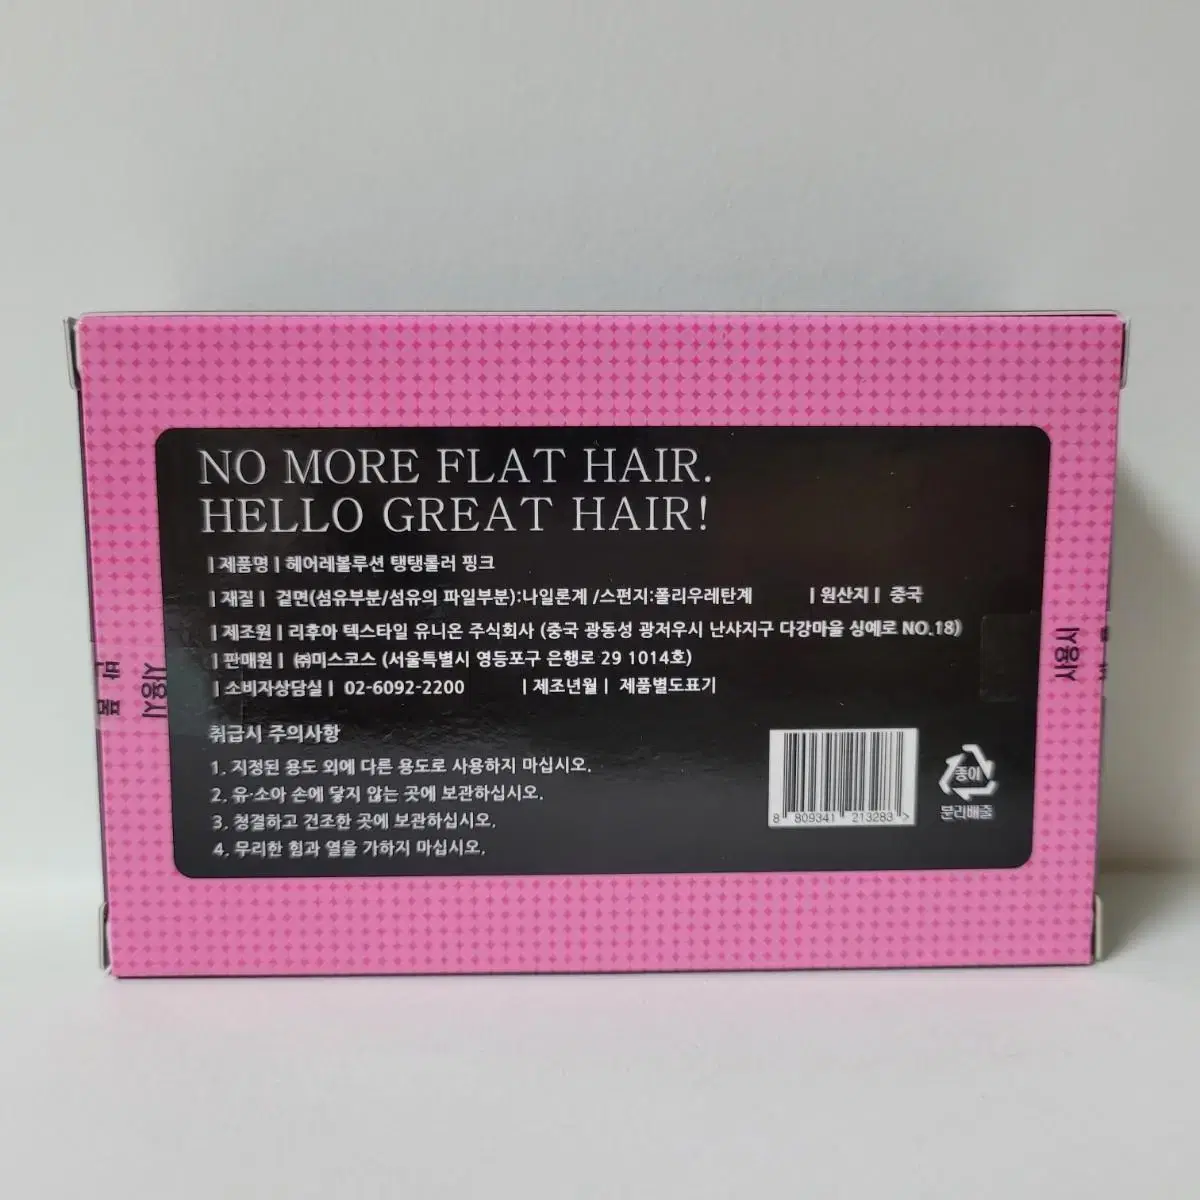 NO MORE FLAT HAIR.
HELLO GREAT HAIR!
| 제품명 | 헤어레볼루션 탱탱롤러 핑크
| 재질 | 겉면(섬유부분/섬유의 파일부분):나일론계 /스펀지:폴리우레탄계 | 원산지 | 중국
| 제조원 | 리후아 텍스타일 유니온 주식회사 (중국 광동성 광저우시 난샤지구 다강마을 싱예로 NO.18)
| 판매원 | ㈜미스코스 (서울특별시 영등포구 은행로 29 1014호)
| 소비자상담실 | 02-6092-2200 | 제조년월 | 제품별도표기
취급시 주의사항
1. 지정된 용도 외에 다른 용도로 사용하지 마십시오.
2. 유·소아 손에 닿지 않는 곳에 보관하십시오.
3. 청결하고 건조한 곳에 보관하십시오.
4. 무리한 힘과 열을 가하지 마십시오.
8 809341 213283 >
종이
분리배출
사용시
반품
사용시